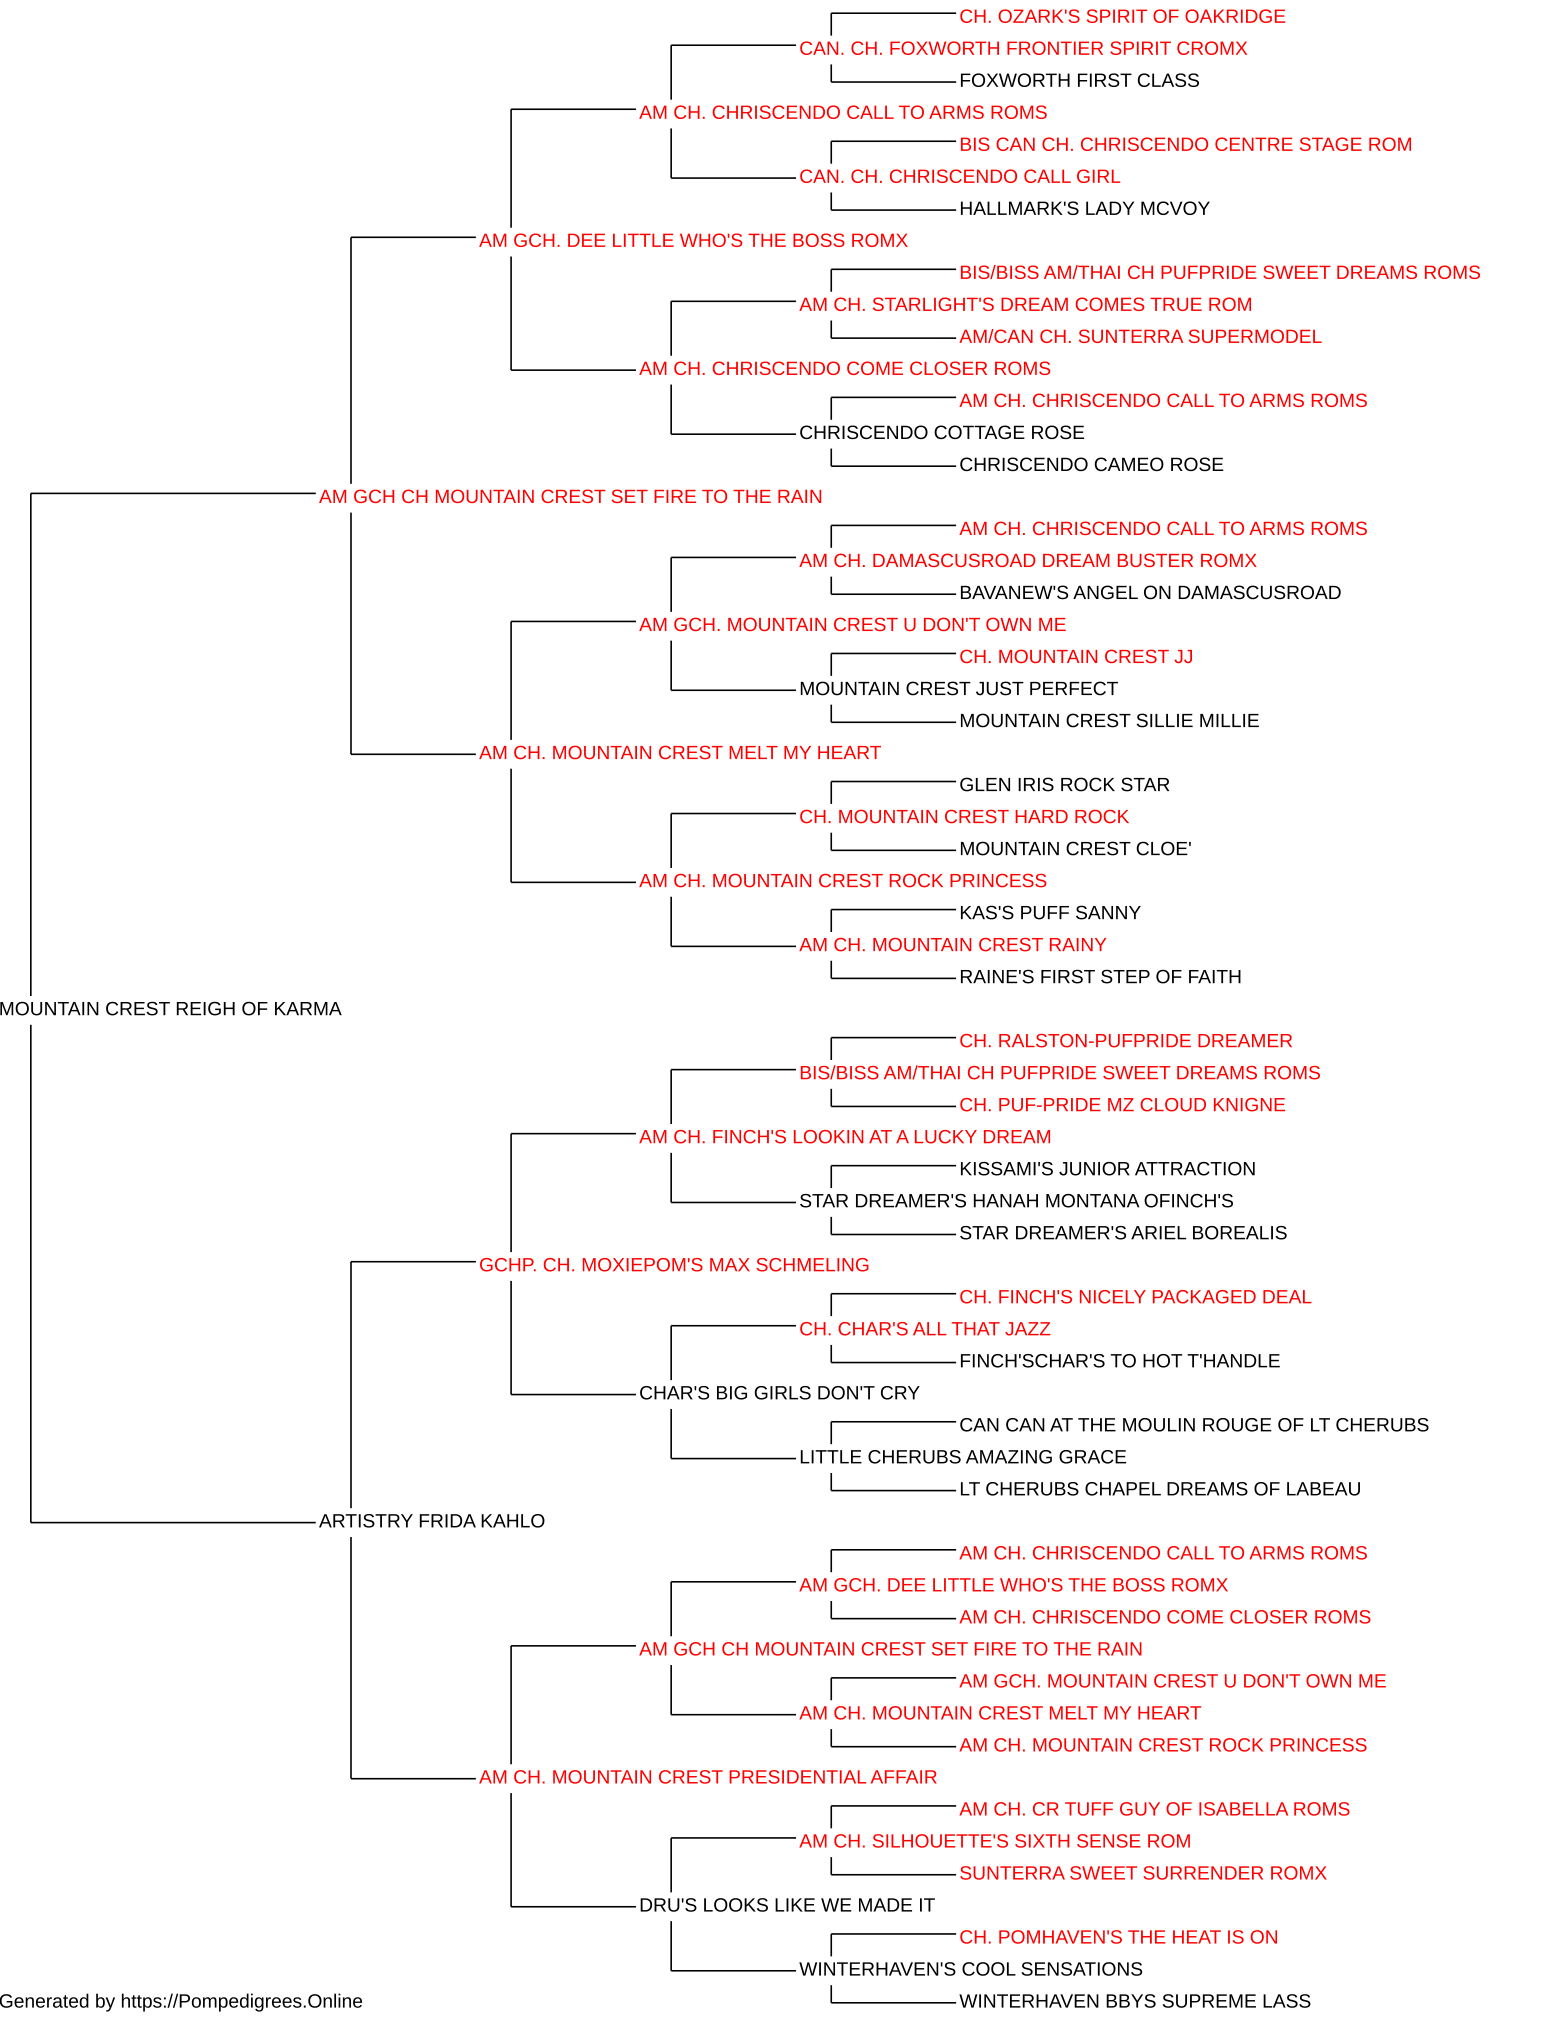 CH. OZARK'S SPIRIT OF OAKRIDGE
CAN. CH. FOXWORTH FRONTIER SPIRIT CROMX
FOXWORTH FIRST CLASS
AM CH. CHRISCENDO CALL TO ARMS ROMS
BIS CAN CH. CHRISCENDO CENTRE STAGE ROM
CAN. CH. CHRISCENDO CALL GIRL
HALLMARK'S LADY MCVOY
AM GCH. DEE LITTLE WHO'S THE BOSS ROMX
BIS/BISS AM/THAI CH PUFPRIDE SWEET DREAMS ROMS
AM CH. STARLIGHT'S DREAM COMES TRUE ROM
AM/CAN CH. SUNTERRA SUPERMODEL
AM CH. CHRISCENDO COME CLOSER ROMS
AM CH. CHRISCENDO CALL TO ARMS ROMS
CHRISCENDO COTTAGE ROSE
CHRISCENDO CAMEO ROSE
AM GCH CH MOUNTAIN CREST SET FIRE TO THE RAIN
AM CH. CHRISCENDO CALL TO ARMS ROMS
AM CH. DAMASCUSROAD DREAM BUSTER ROMX
BAVANEW'S ANGEL ON DAMASCUSROAD
AM GCH. MOUNTAIN CREST U DON'T OWN ME
CH. MOUNTAIN CREST JJ
MOUNTAIN CREST JUST PERFECT
MOUNTAIN CREST SILLIE MILLIE
AM CH. MOUNTAIN CREST MELT MY HEART
GLEN IRIS ROCK STAR
CH. MOUNTAIN CREST HARD ROCK
MOUNTAIN CREST CLOE'
AM CH. MOUNTAIN CREST ROCK PRINCESS
KAS'S PUFF SANNY
AM CH. MOUNTAIN CREST RAINY
RAINE'S FIRST STEP OF FAITH
MOUNTAIN CREST REIGH OF KARMA
CH. RALSTON-PUFPRIDE DREAMER
BIS/BISS AM/THAI CH PUFPRIDE SWEET DREAMS ROMS
CH. PUF-PRIDE MZ CLOUD KNIGNE
AM CH. FINCH'S LOOKIN AT A LUCKY DREAM
KISSAMI'S JUNIOR ATTRACTION
STAR DREAMER'S HANAH MONTANA OFINCH'S
STAR DREAMER'S ARIEL BOREALIS
GCHP. CH. MOXIEPOM'S MAX SCHMELING
CH. FINCH'S NICELY PACKAGED DEAL
CH. CHAR'S ALL THAT JAZZ
FINCH'SCHAR'S TO HOT T'HANDLE
CHAR'S BIG GIRLS DON'T CRY
CAN CAN AT THE MOULIN ROUGE OF LT CHERUBS
LITTLE CHERUBS AMAZING GRACE
LT CHERUBS CHAPEL DREAMS OF LABEAU
ARTISTRY FRIDA KAHLO
AM CH. CHRISCENDO CALL TO ARMS ROMS
AM GCH. DEE LITTLE WHO'S THE BOSS ROMX
AM CH. CHRISCENDO COME CLOSER ROMS
AM GCH CH MOUNTAIN CREST SET FIRE TO THE RAIN
AM GCH. MOUNTAIN CREST U DON'T OWN ME
AM CH. MOUNTAIN CREST MELT MY HEART
AM CH. MOUNTAIN CREST ROCK PRINCESS
AM CH. MOUNTAIN CREST PRESIDENTIAL AFFAIR
AM CH. CR TUFF GUY OF ISABELLA ROMS
AM CH. SILHOUETTE'S SIXTH SENSE ROM
SUNTERRA SWEET SURRENDER ROMX
DRU'S LOOKS LIKE WE MADE IT
CH. POMHAVEN'S THE HEAT IS ON
WINTERHAVEN'S COOL SENSATIONS
WINTERHAVEN BBYS SUPREME LASS
Generated by https://Pompedigrees.Online